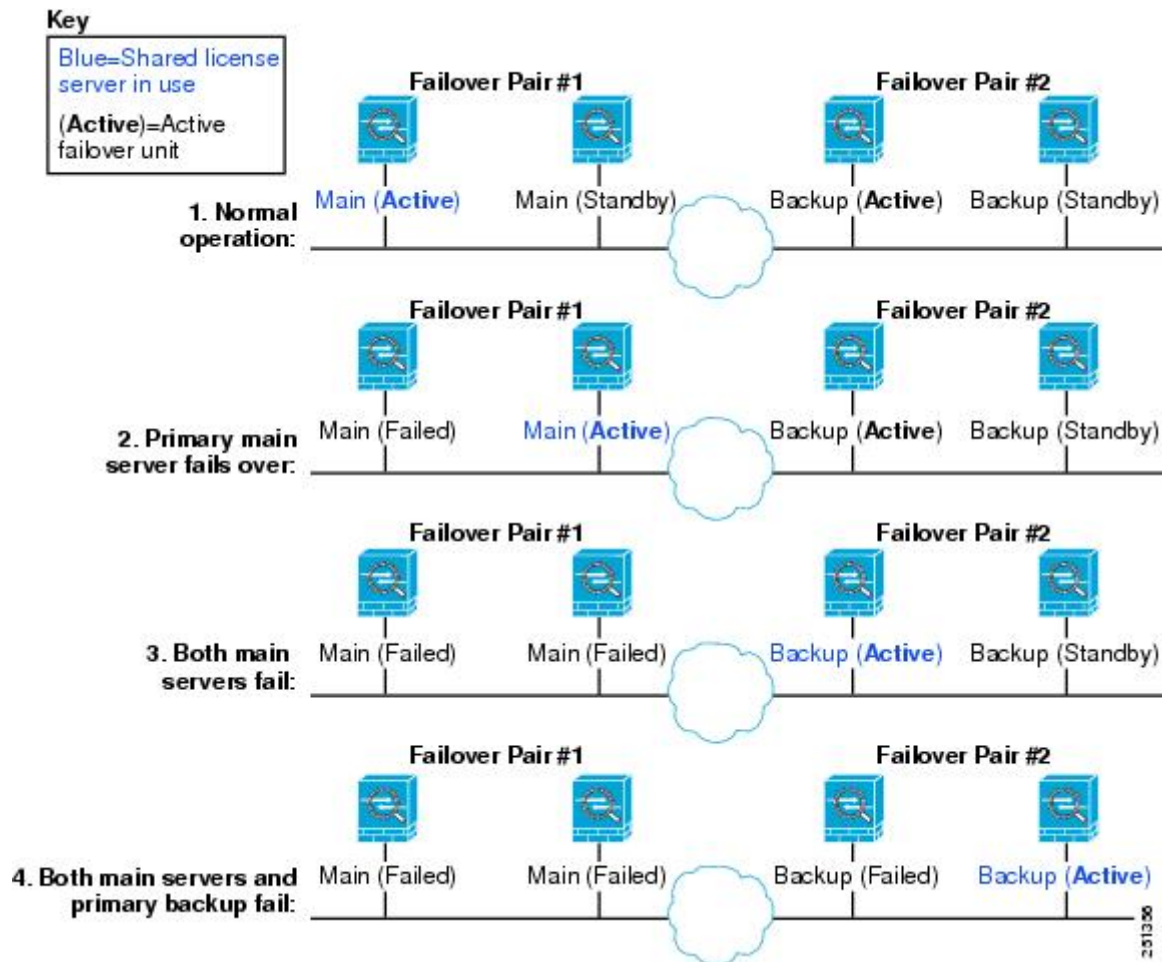 Key
Blue=Shared license
server in use
(Active)=Active
failover unit
Failover Pair #1
Failover Pair #2
1. Normal
operation:
Main (Active)
Main (Standby)
Backup (Active)
Backup (Standby)
Failover Pair #1
Failover Pair #2
2. Primary main
server fails over:
Main (Failed)
Main (Active)
Backup (Active)
Backup (Standby)
Failover Pair #1
Failover Pair #2
3. Both main
servers fail:
Main (Failed)
Main (Failed)
Backup (Active)
Backup (Standby)
Failover Pair #1
Failover Pair #2
4. Both main servers and
primary backup fail:
Main (Failed)
Main (Failed)
Backup (Failed)
Backup (Active)
251356